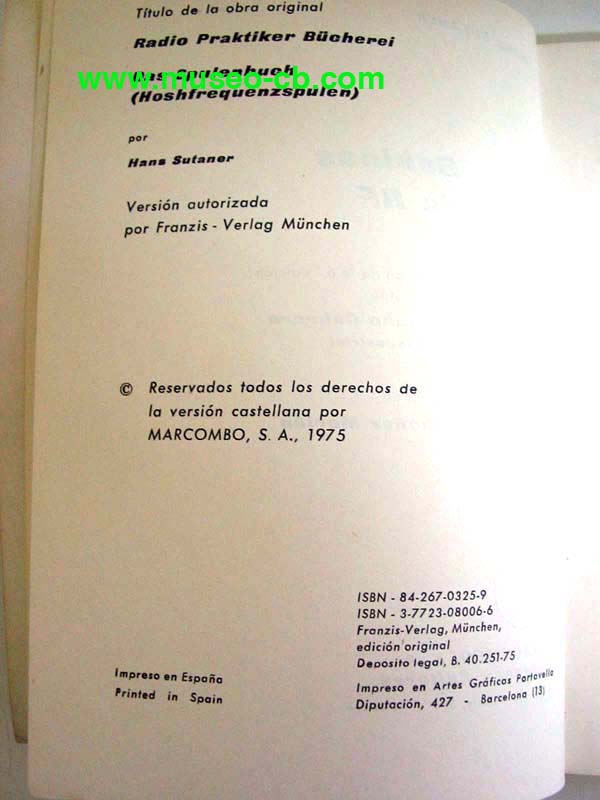 Título de la obra original
Radio Praktiker Bücherei
www.museo-cb.com
Das Spulenbuch
(Hoshfrequenzspulen)
por
Hans Sutaner
Versión autorizada
por Franzis - Verlag München
© Reservados todos los derechos de
la versión castellana por
MARCOMBO, S. A., 1975
ISBN - 84-267-0325-9
ISBN - 3-7723-08006-6
Franzis-Verlag, München,
edición original
Deposito legal, B. 40.251-75
Impreso en España
Printed in Spain
Impreso en Artes Gráficas Portavella
Diputación, 427 - Barcelona (13)